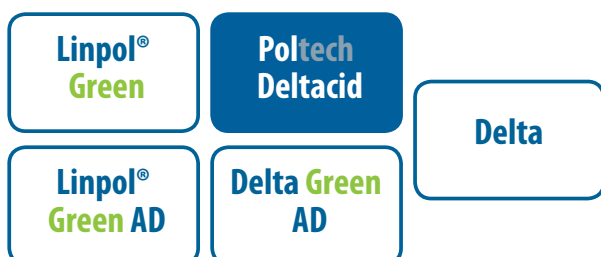 Linpol®
Green
Poltech
Deltacid
Delta
Linpol®
Green AD
Delta Green
AD